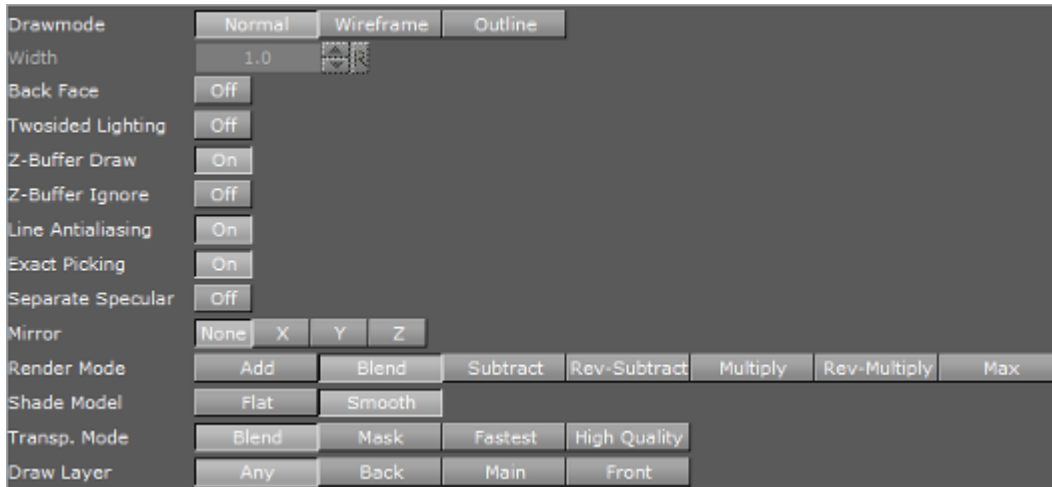 Drawmode Normal Wireframe Outline
Width 1.0 R
Back Face Off
Twosided Lighting Off
Z-Buffer Draw On
Z-Buffer Ignore Off
Line Antialiasing On
Exact Picking On
Separate Specular Off
Mirror None X Y Z
Render Mode Add Blend Subtract Rev-Subtract Multiply Rev-Multiply Max
Shade Model Flat Smooth
Transp. Mode Blend Mask Fastest High Quality
Draw Layer Any Back Main Front